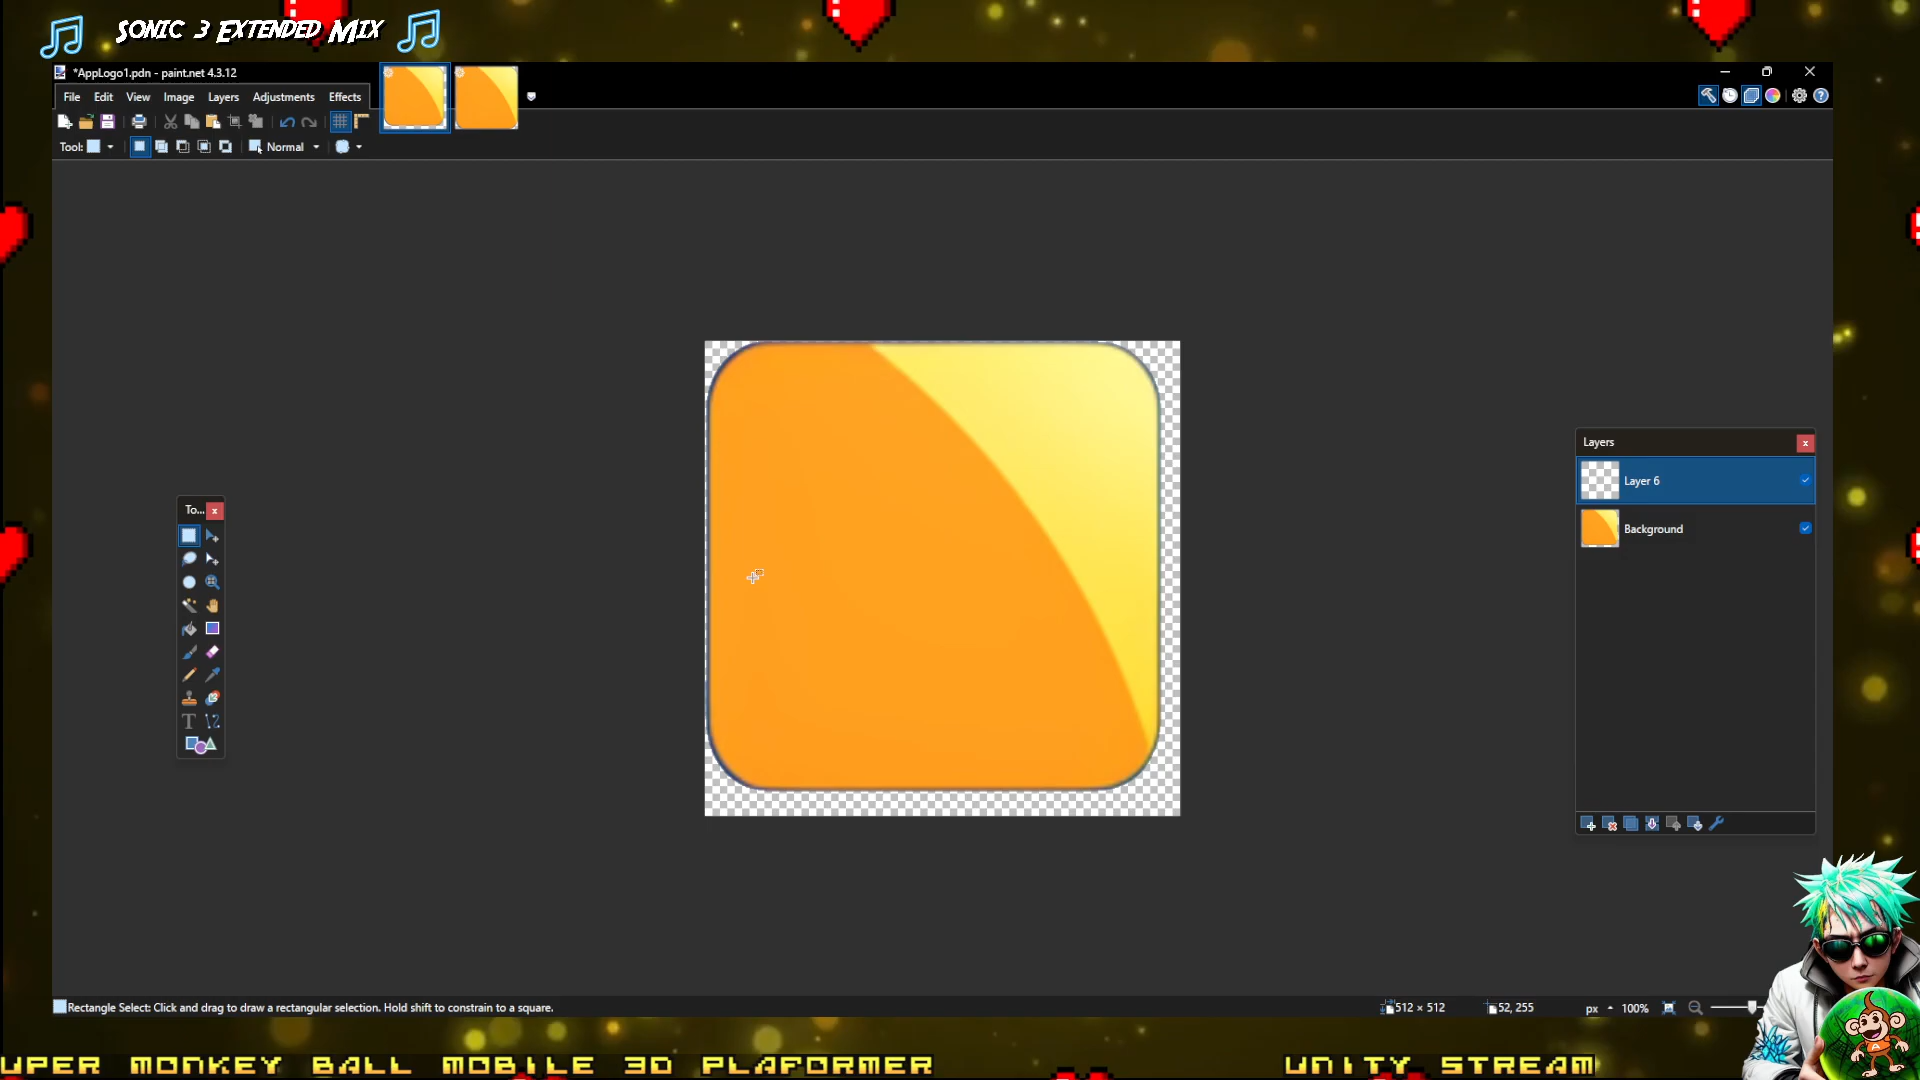 Sonic 3 Extended Mix
*AppLogo1.pdn - paint.net 4.3.12
File Edit View Image Layers Adjustments Effects
Tool: Normal
Layers
Layer 6
To...
Background
Rectangle Select: Click and drag to draw a rectangular selection. Hold shift to constrain to a square.
512 × 512
52, 255
px
100%
UPER MONKEY BALL MOBILE 3D PLAFORMER
UNITY STREAM